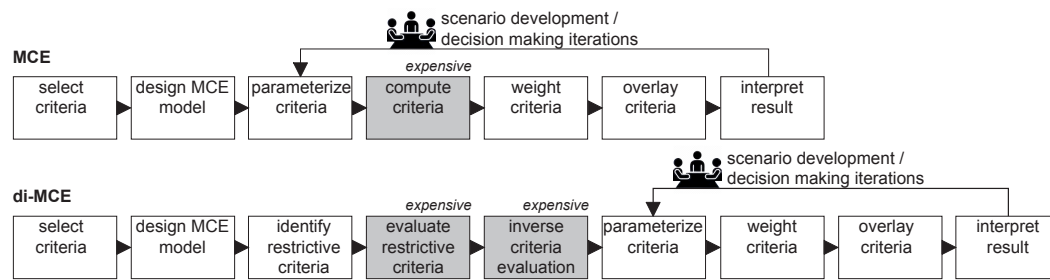 scenario development /
decision making iterations
MCE
expensive
select
criteria
design MCE
model
parameterize
criteria
compute
criteria
weight
criteria
overlay
criteria
interpret
result
scenario development /
decision making iterations
di-MCE
expensive
expensive
select
criteria
design MCE
model
identify
restrictive
criteria
evaluate
restrictive
criteria
inverse
criteria
evaluation
parameterize
criteria
weight
criteria
overlay
criteria
interpret
result